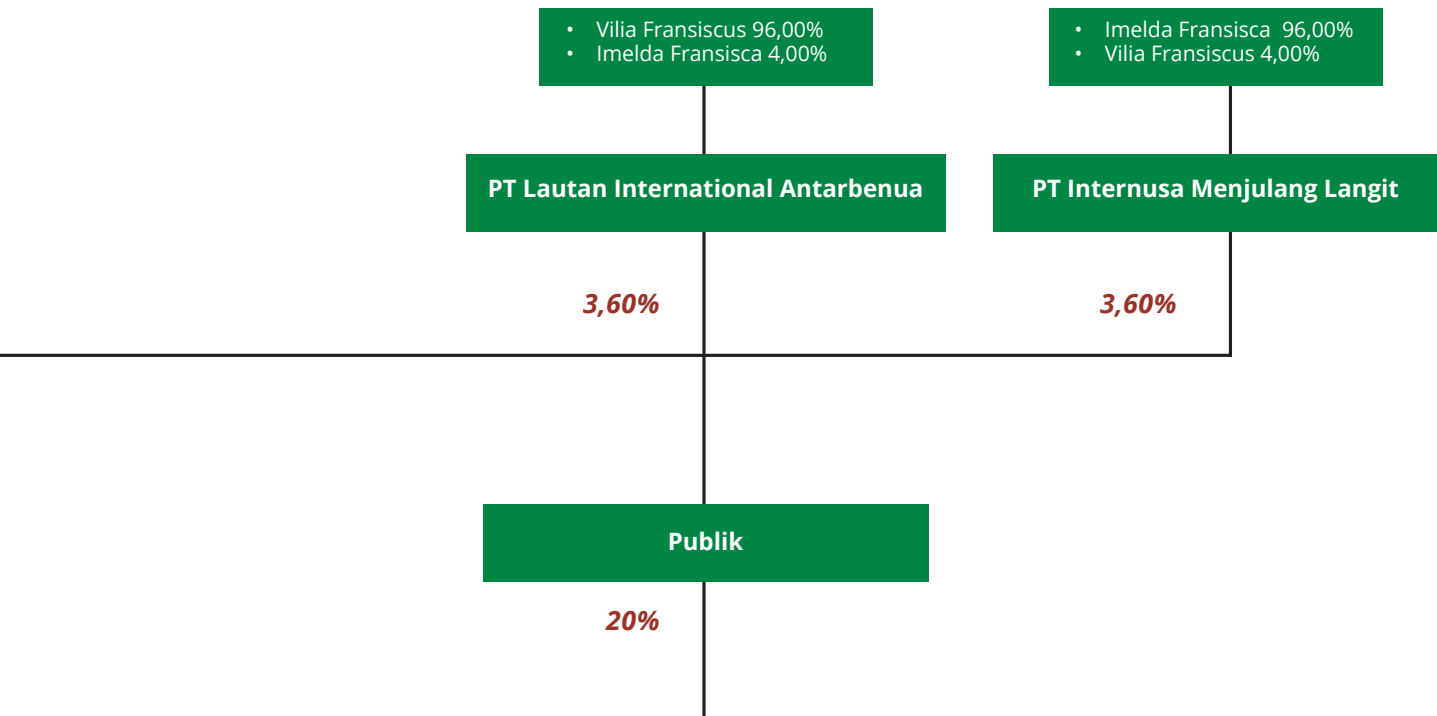 • Vilia Fransiscus 96,00%
• Imelda Fransisca 4,00%
• Imelda Fransisca  96,00%
• Vilia Fransiscus 4,00%
PT Lautan International Antarbenua
PT Internusa Menjulang Langit
3,60%
3,60%
Publik
20%